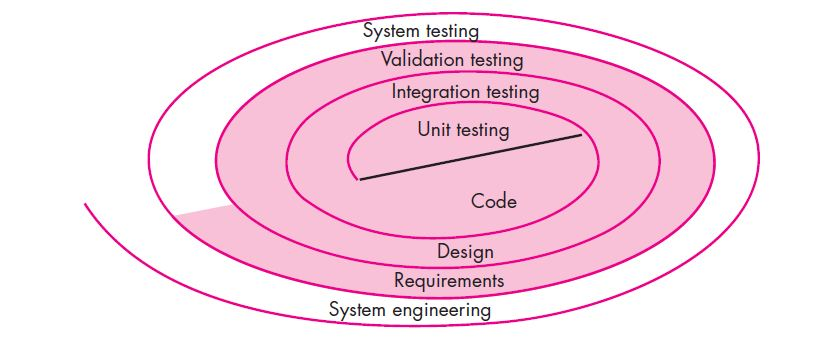 System testing
Validation testing
Integration testing
Unit testing
Code
Design
Requirements
System engineering